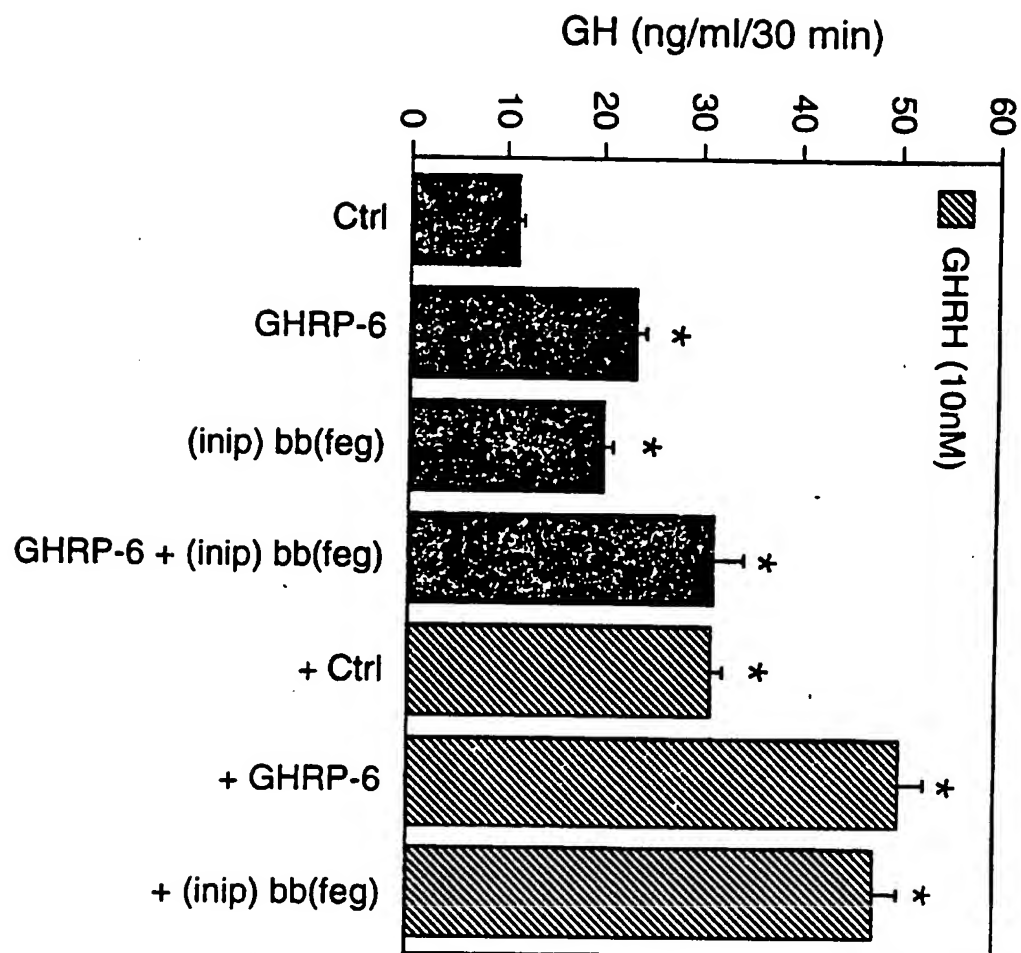 GH (ng/ml/30 min)
0
10
20
30
40
50
60
GHRH (10nM)
Ctrl
*
GHRP-6
*
(inip) bb(feg)
*
GHRP-6 + (inip) bb(feg)
*
+ Ctrl
*
+ GHRP-6
*
+ (inip) bb(feg)